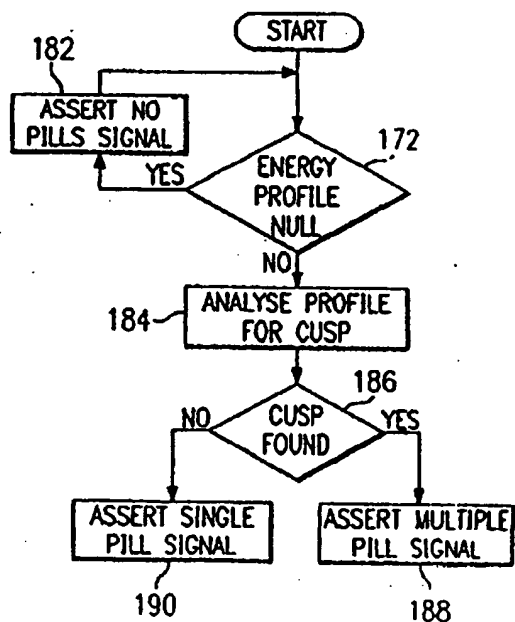 START
182
ASSERT NO
PILLS SIGNAL
172
YES
ENERGY
PROFILE
NULL
NO
184
ANALYSE PROFILE
FOR CUSP
186
NO
CUSP
FOUND
YES
ASSERT SINGLE
PILL SIGNAL
ASSERT MULTIPLE
PILL SIGNAL
190
188